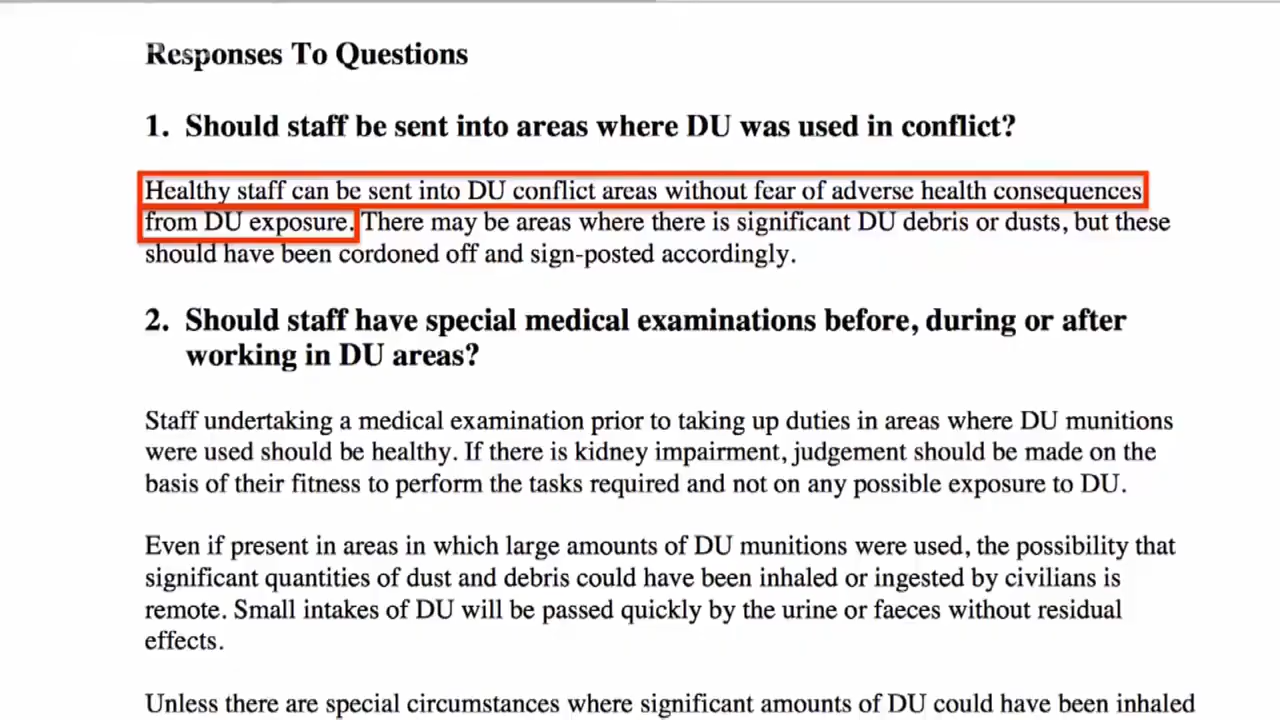 Responses To Questions
1. Should staff be sent into areas where DU was used in conflict?
Healthy staff can be sent into DU conflict areas without fear of adverse health consequences
from DU exposure. There may be areas where there is significant DU debris or dusts, but these
should have been cordoned off and sign-posted accordingly.
2. Should staff have special medical examinations before, during or after
working in DU areas?
Staff undertaking a medical examination prior to taking up duties in areas where DU munitions
were used should be healthy. If there is kidney impairment, judgement should be made on the
basis of their fitness to perform the tasks required and not on any possible exposure to DU.
Even if present in areas in which large amounts of DU munitions were used, the possibility that
significant quantities of dust and debris could have been inhaled or ingested by civilians is
remote. Small intakes of DU will be passed quickly by the urine or faeces without residual
effects.
Unless there are special circumstances where significant amounts of DU could have been inhaled